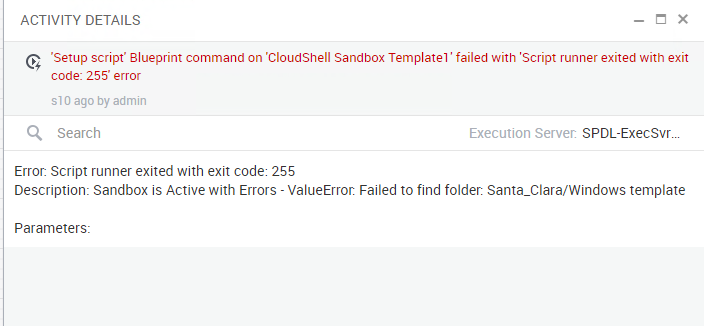 ACTIVITY DETAILS
'Setup script' Blueprint command on 'CloudShell Sandbox Template1' failed with 'Script runner exited with exit
code: 255' error
s10 ago by admin
Search Execution Server: SPDL-ExecSvr...
Error: Script runner exited with exit code: 255
Description: Sandbox is Active with Errors - ValueError: Failed to find folder: Santa_Clara/Windows template
Parameters: